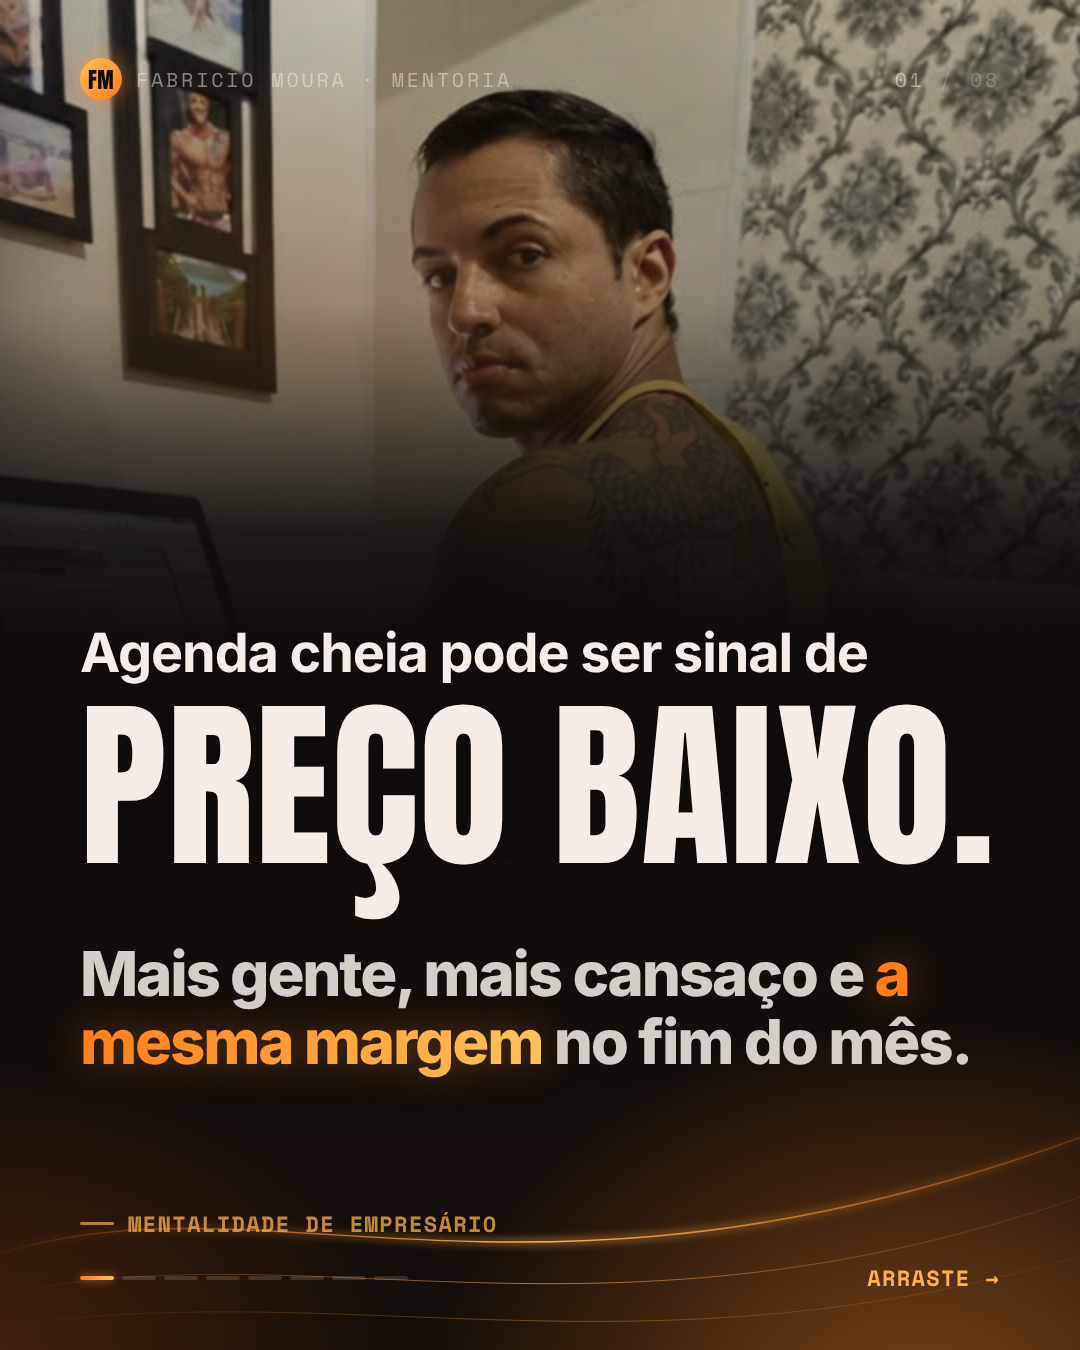 FM FABRICIO MOURA · MENTORIA
01 / 08
Agenda cheia pode ser sinal de
PREÇO BAIXO.
Mais gente, mais cansaço e a
mesma margem no fim do mês.
MENTALIDADE DE EMPRESÁRIO
ARRASTE →